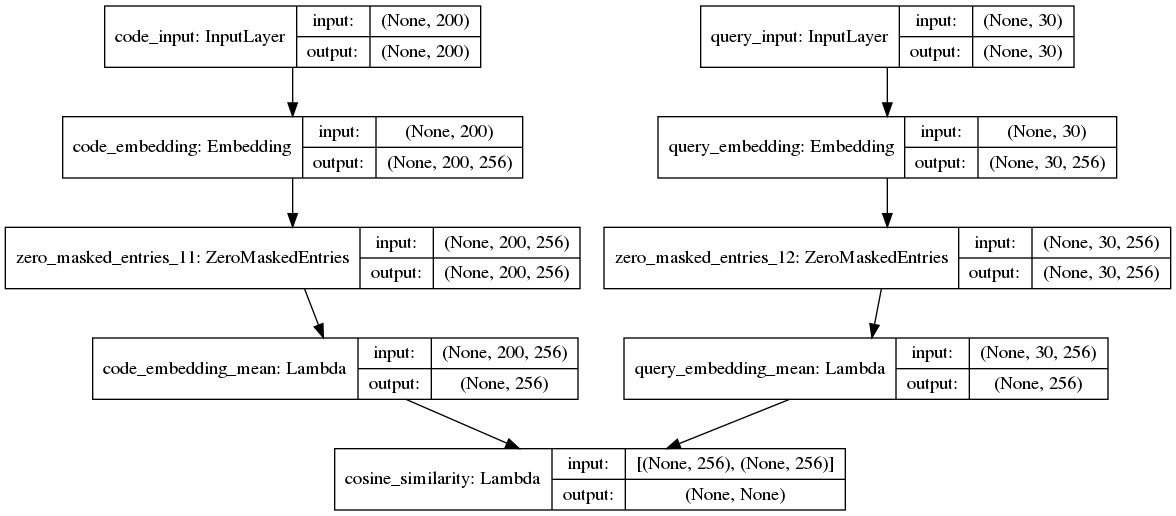 code_input: InputLayer
input:
(None, 200)
output:
(None, 200)
query_input: InputLayer
input:
(None, 30)
output:
(None, 30)
code_embedding: Embedding
input:
(None, 200)
output:
(None, 200, 256)
query_embedding: Embedding
input:
(None, 30)
output:
(None, 30, 256)
zero_masked_entries_11: ZeroMaskedEntries
input:
(None, 200, 256)
output:
(None, 200, 256)
zero_masked_entries_12: ZeroMaskedEntries
input:
(None, 30, 256)
output:
(None, 30, 256)
code_embedding_mean: Lambda
input:
(None, 200, 256)
output:
(None, 256)
query_embedding_mean: Lambda
input:
(None, 30, 256)
output:
(None, 256)
cosine_similarity: Lambda
input:
[(None, 256), (None, 256)]
output:
(None, None)